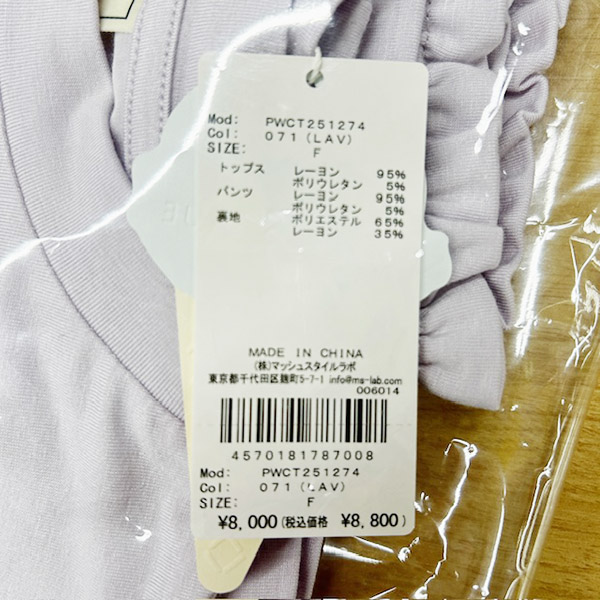 Mod: PWCT251274
Col: 071(LAV)
SIZE: F
トップス レーヨン 95%
ポリウレタン 5%
パンツ レーヨン 95%
ポリウレタン 5%
裏地 ポリエステル 65%
レーヨン 35%
MADE IN CHINA
(株)マッシュスタイルラボ
東京都千代田区麹町5-7-1 info@ms-lab.com
006014
4570181787008
Mod: PWCT251274
Col: 071(LAV)
SIZE: F
¥8,000(税込価格 ¥8,800)